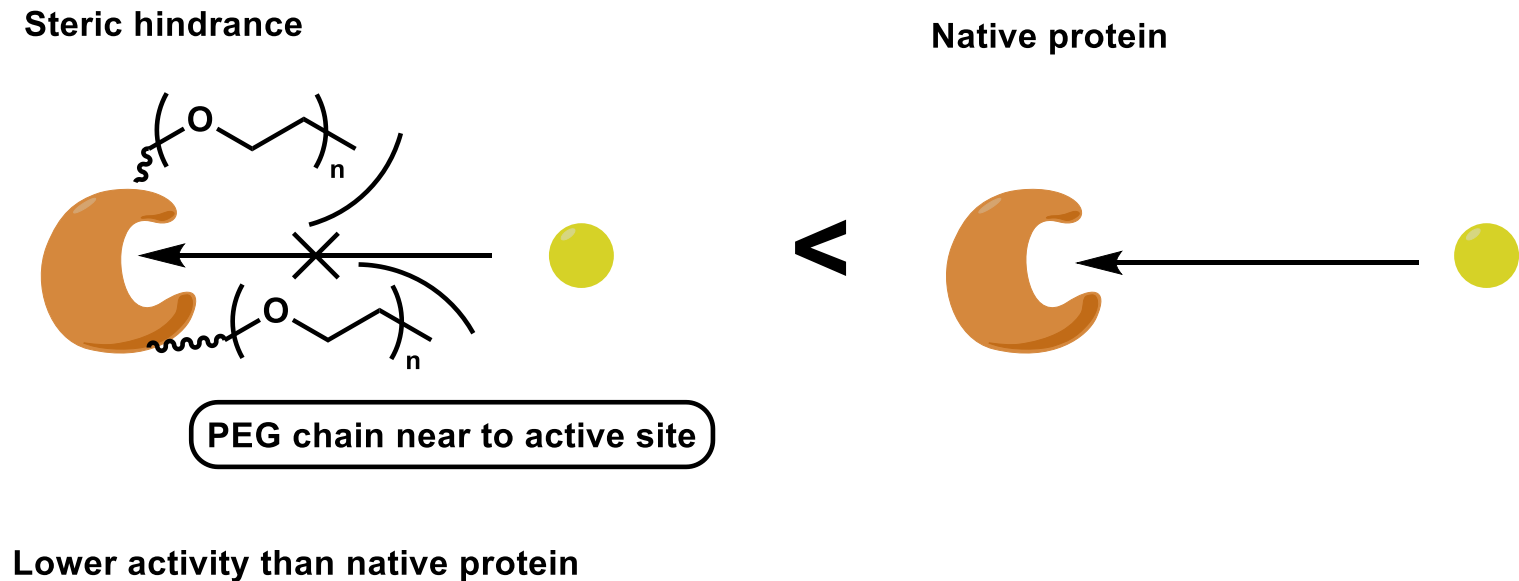 Steric hindrance
Native protein
O
n
<
O
n
PEG chain near to active site
Lower activity than native protein